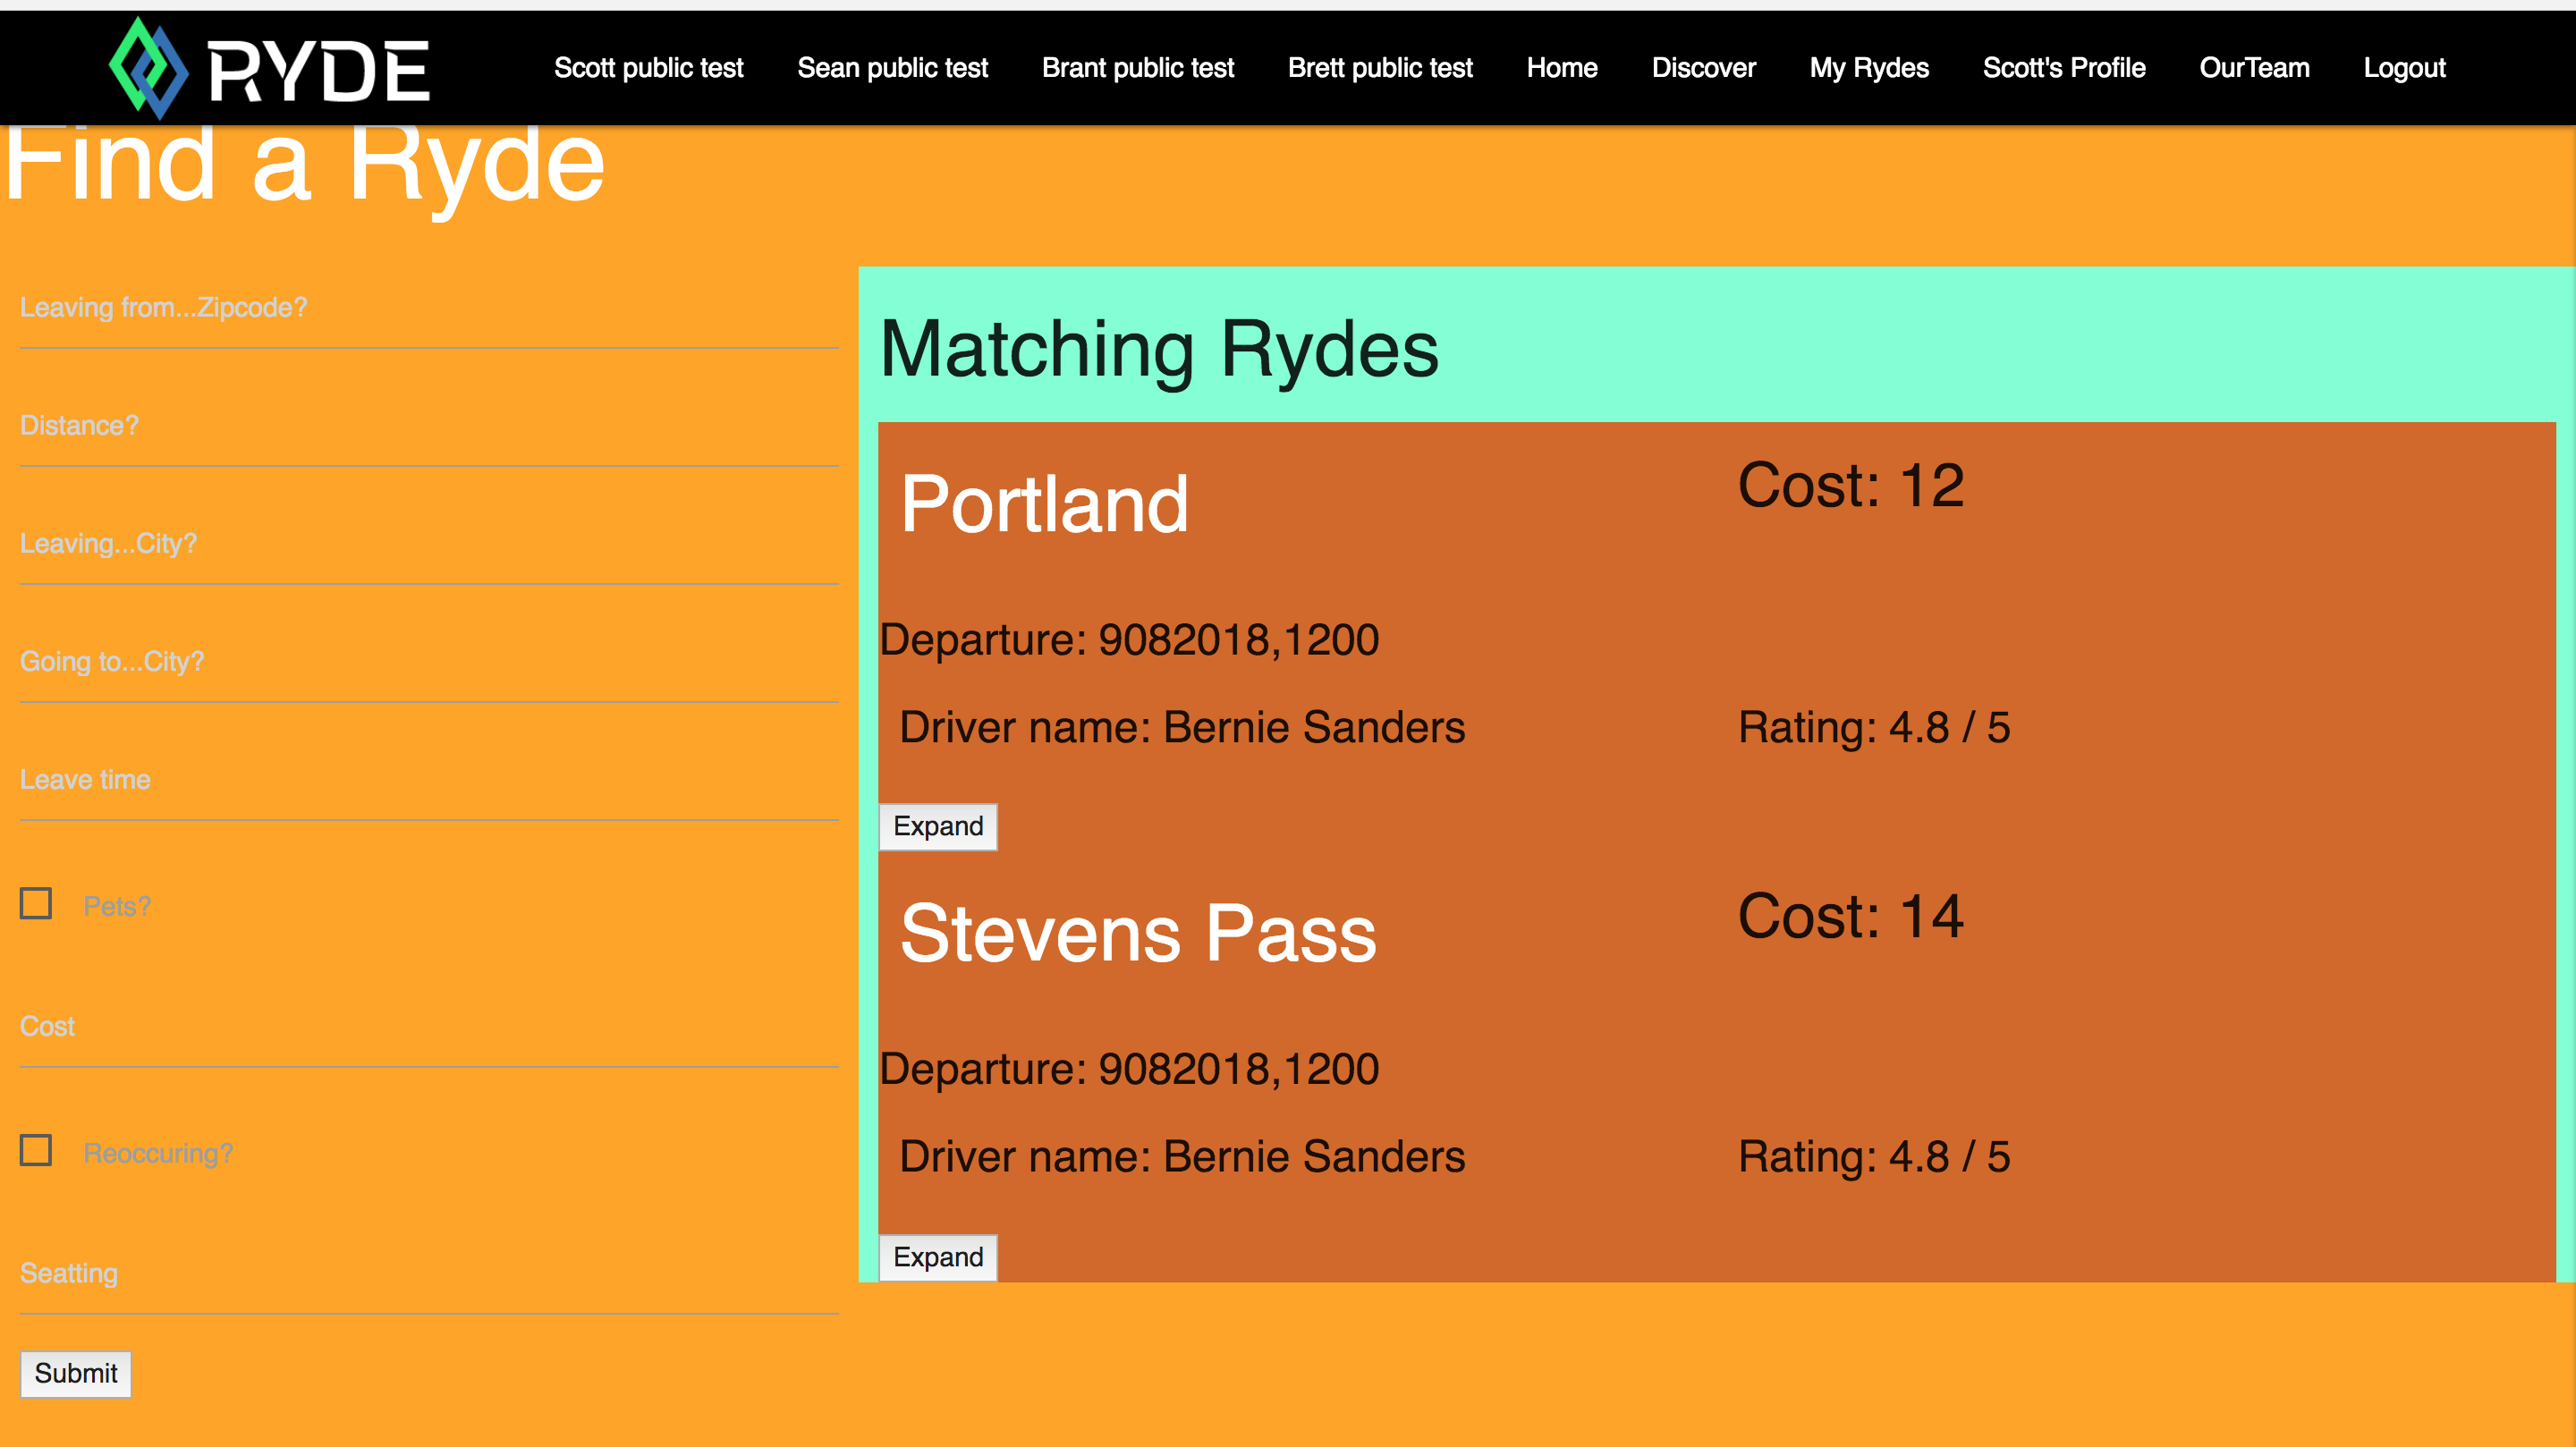 RYDE Scott public test Sean public test Brant public test Brett public test Home Discover My Rydes Scott's Profile OurTeam Logout
Find a Ryde
Leaving from...Zipcode?
Distance?
Leaving...City?
Going to...City?
Leave time
Pets?
Cost
Reoccuring?
Seatting
Submit
Matching Rydes
Portland Cost: 12
Departure: 9082018,1200
Driver name: Bernie Sanders Rating: 4.8 / 5
Expand
Stevens Pass Cost: 14
Departure: 9082018,1200
Driver name: Bernie Sanders Rating: 4.8 / 5
Expand